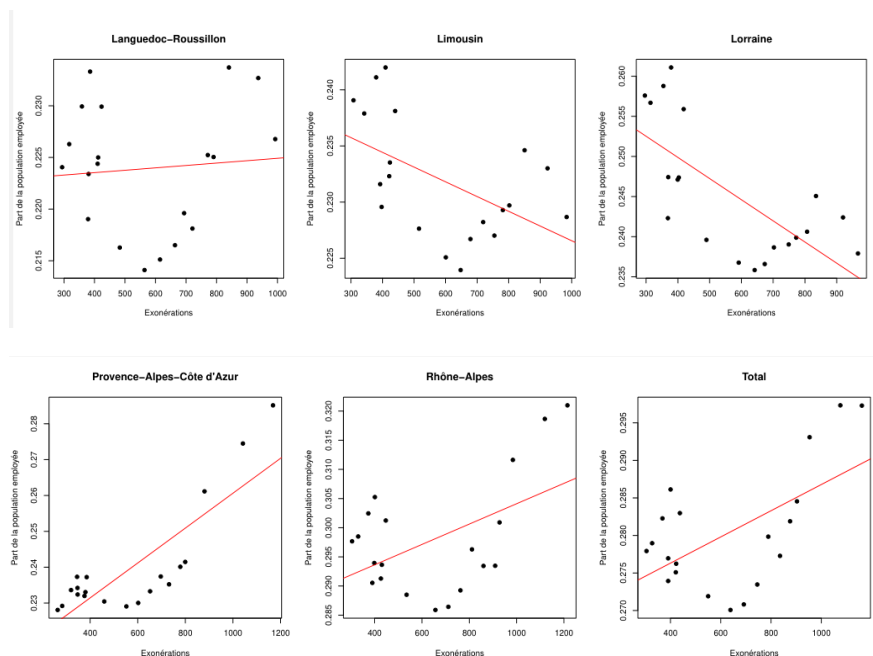 Languedoc−Roussillon
Limousin
Lorraine
Part de la population employée
0.215 0.220 0.225 0.230
300 400 500 600 700 800 900 1000
Exonérations
Part de la population employée
0.225 0.230 0.235 0.240
300 400 500 600 700 800 900 1000
Exonérations
Part de la population employée
0.235 0.240 0.245 0.250 0.255 0.260
300 400 500 600 700 800 900
Exonérations
Provence−Alpes−Côte d'Azur
Rhône−Alpes
Total
Part de la population employée
0.23 0.24 0.25 0.26 0.27 0.28
400 600 800 1000 1200
Exonérations
Part de la population employée
0.285 0.290 0.295 0.300 0.305 0.310 0.315 0.320
400 600 800 1000 1200
Exonérations
Part de la population employée
0.270 0.275 0.280 0.285 0.290 0.295
400 600 800 1000
Exonérations